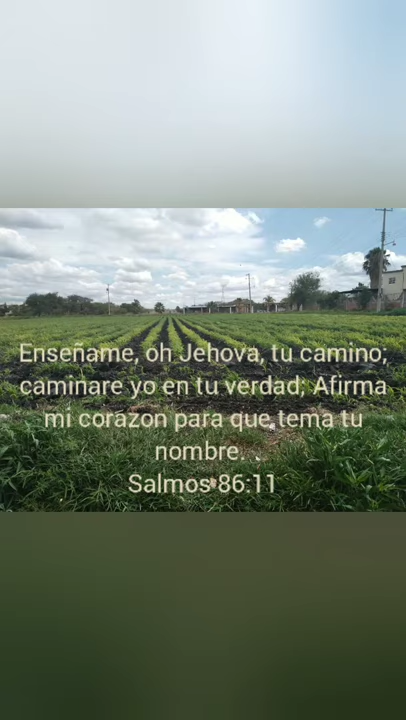 Enseñame, oh Jehova, tu camino;
caminare yo en tu verdad; Afirma
mi corazon para que tema tu
nombre.
Salmos 86:11